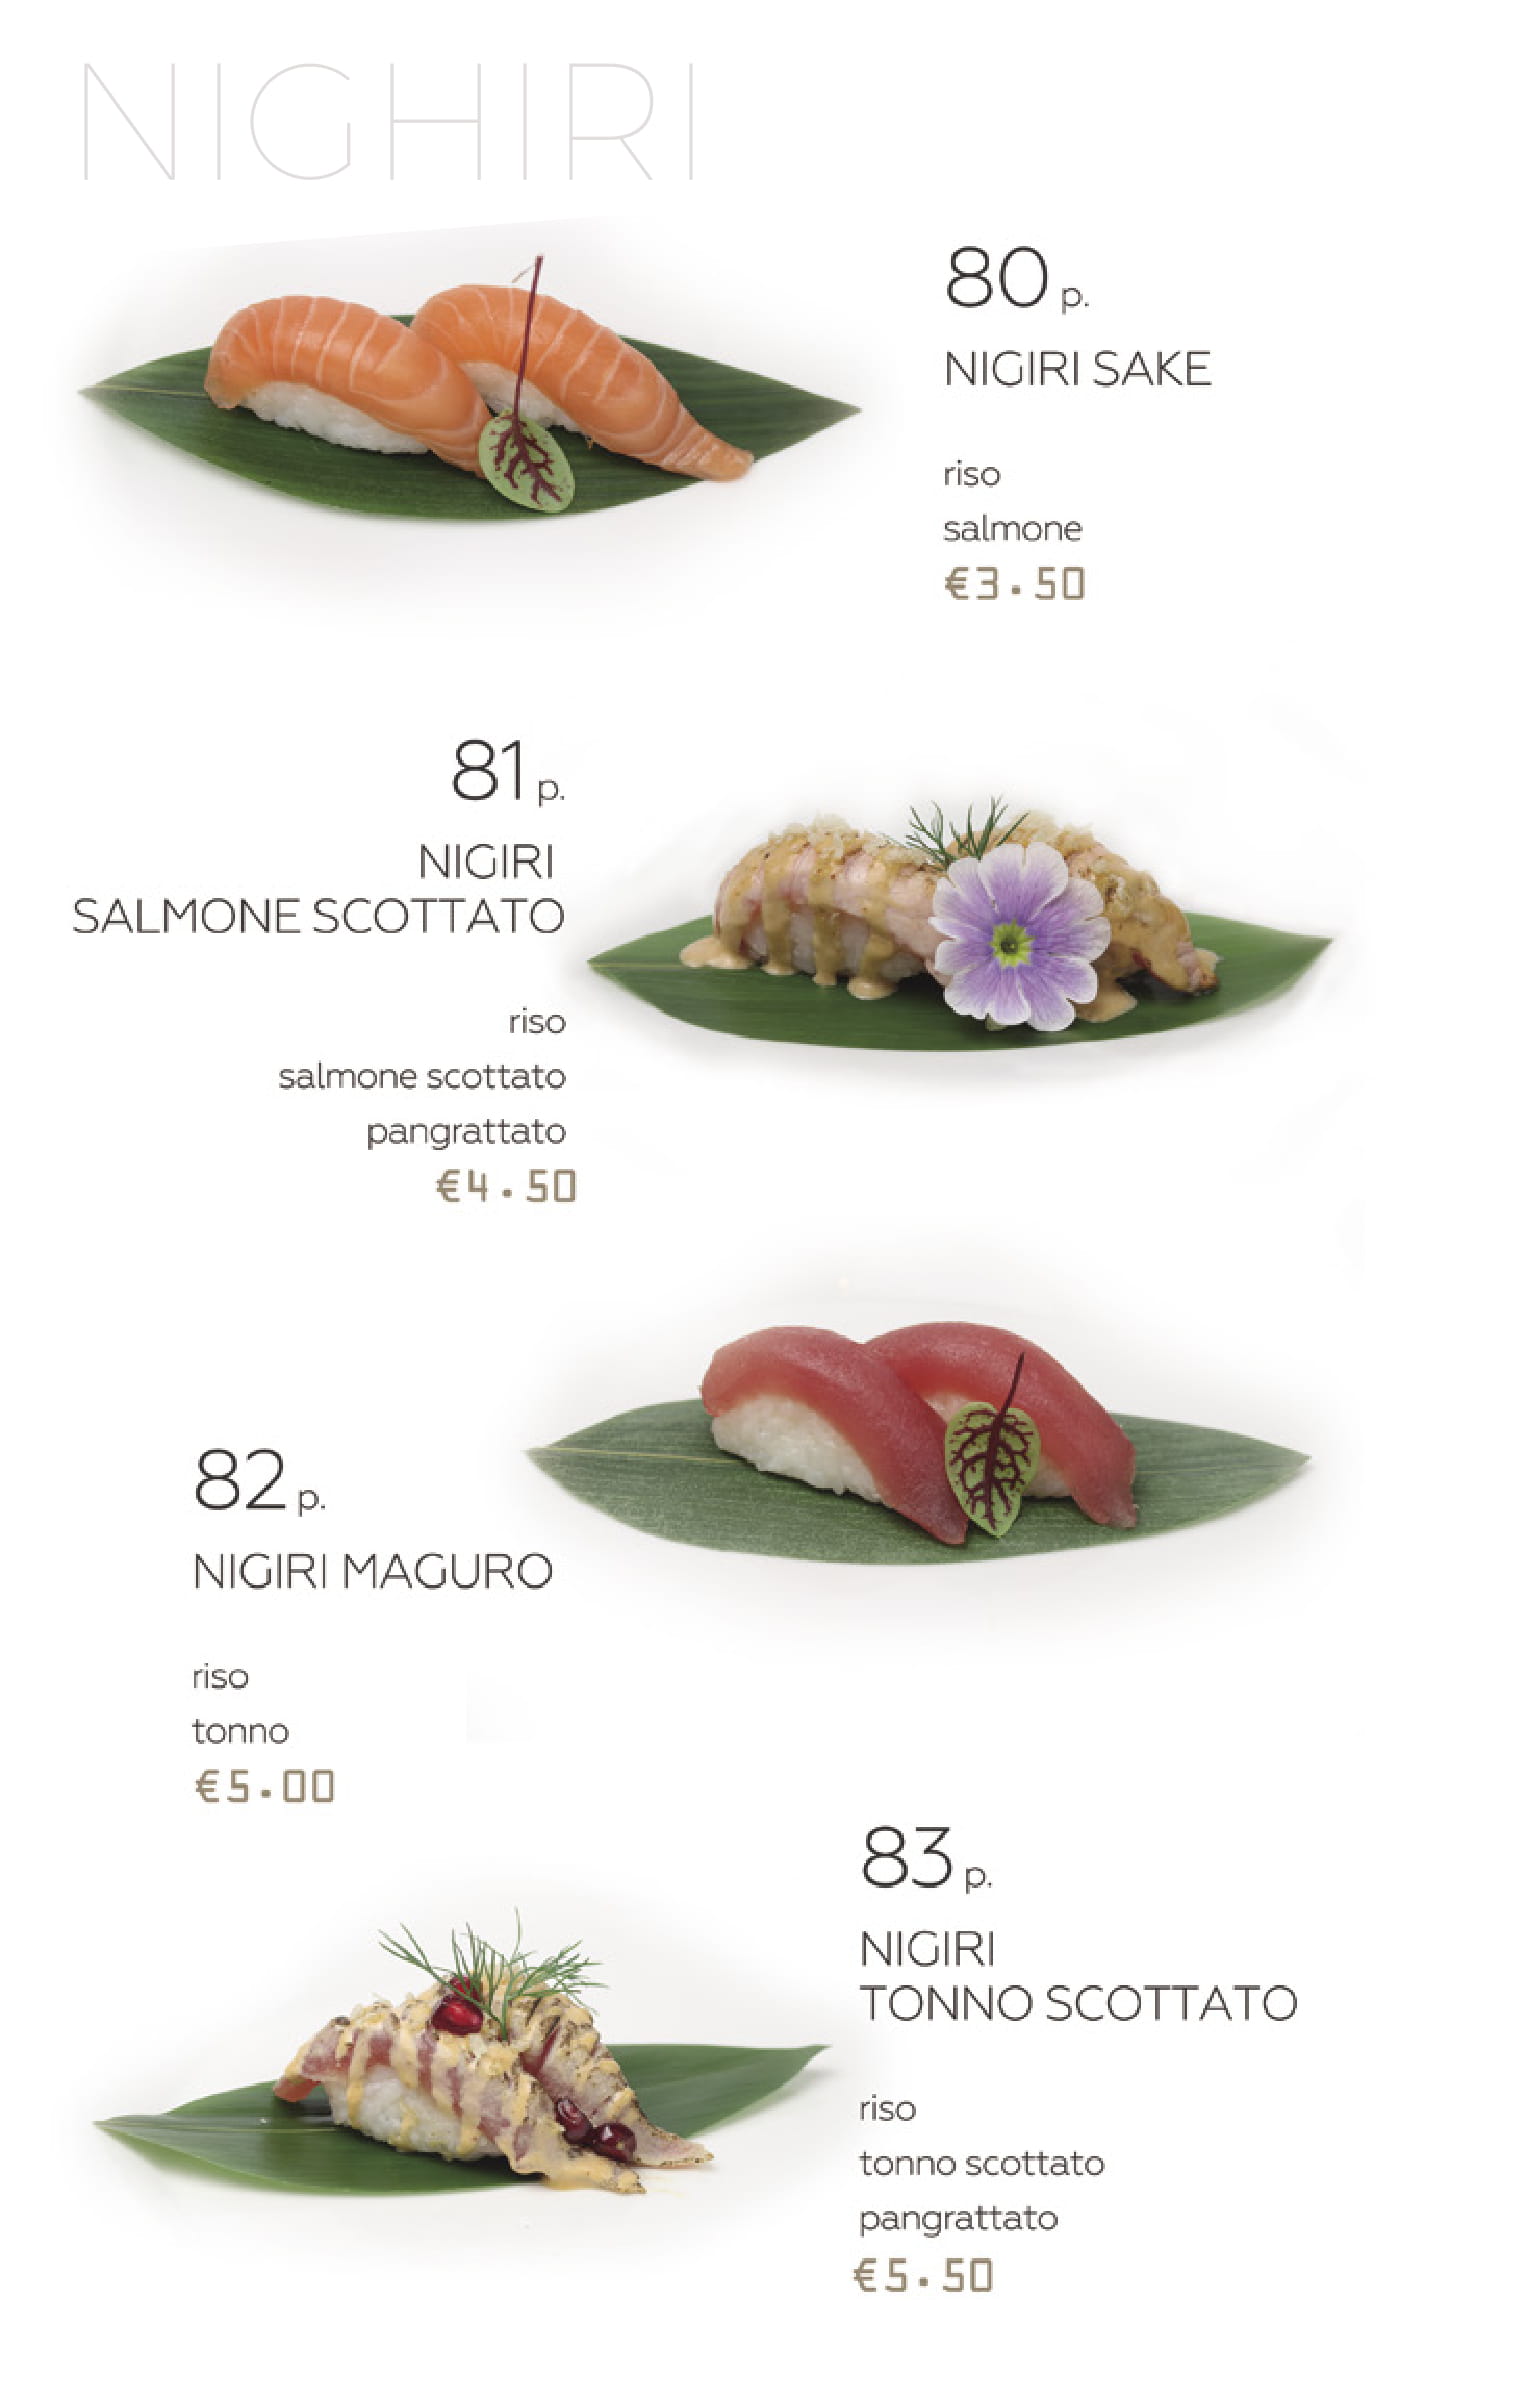 NIGHIRI
80 p.
NIGIRI SAKE
riso
salmone
€3.50
81 p.
NIGIRI
SALMONE SCOTTATO
riso
salmone scottato
pangrattato
€4.50
82 p.
NIGIRI MAGURO
riso
tonno
€5.00
83 p.
NIGIRI
TONNO SCOTTATO
riso
tonno scottato
pangrattato
€5.50